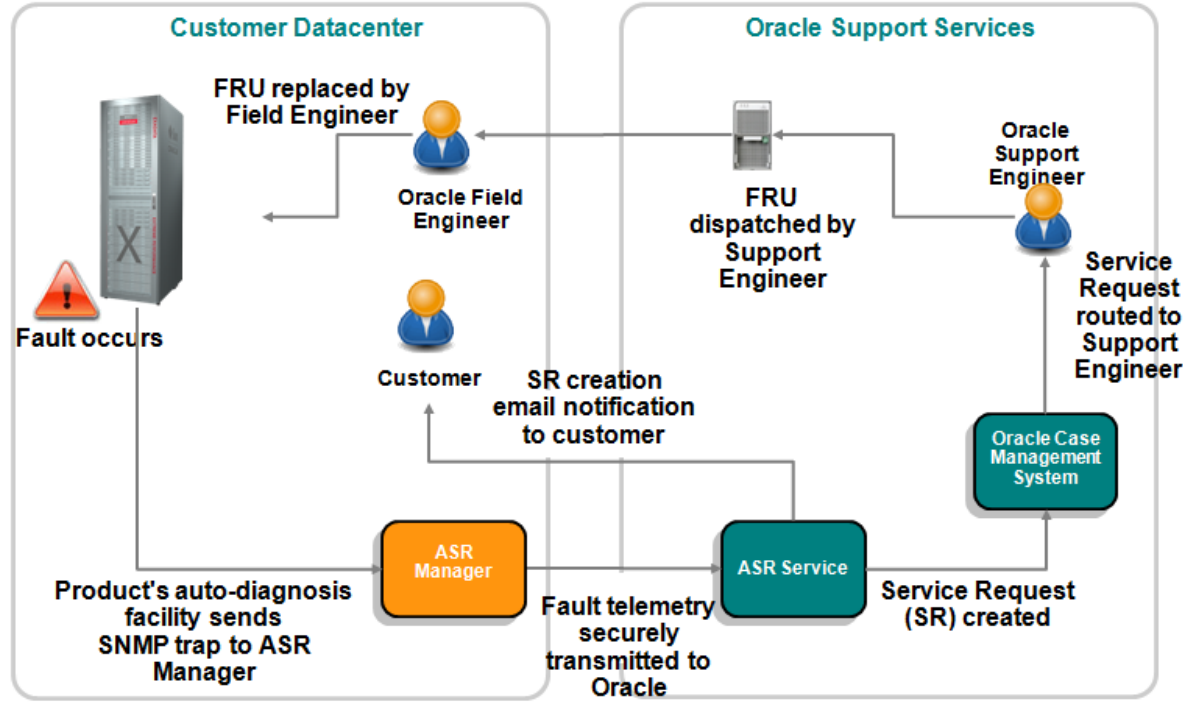 Customer Datacenter
Oracle Support Services
FRU replaced by
Field Engineer
Oracle Field
Engineer
FRU
dispatched by
Support
Engineer
Oracle
Support
Engineer
X
Fault occurs
Customer
SR creation
email notification
to customer
Service
Request
routed to
Support
Engineer
Oracle Case
Management
System
ASR
Manager
ASR Service
Product's auto-diagnosis
facility sends
SNMP trap to ASR
Manager
Fault telemetry
securely
transmitted to
Oracle
Service Request
(SR) created